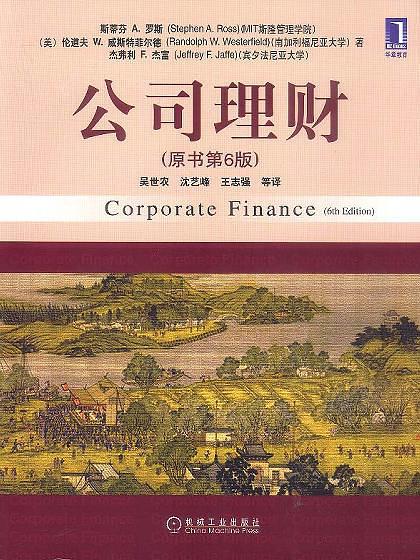 斯蒂芬 A. 罗斯 (Stephen A. Ross)(MIT斯隆管理学院)
(美) 伦道夫 W. 威斯特菲尔德 (Randolph W. Westerfield)(南加利福尼亚大学) 著
杰弗利 F. 杰富 (Jeffrey F. Jaffe)(宾夕法尼亚大学)
华章教育
公司理财
(原书第6版)
吴世农 沈艺峰 王志强 等译
Corporate Finance (6th Edition)
机械工业出版社
China Machine Press